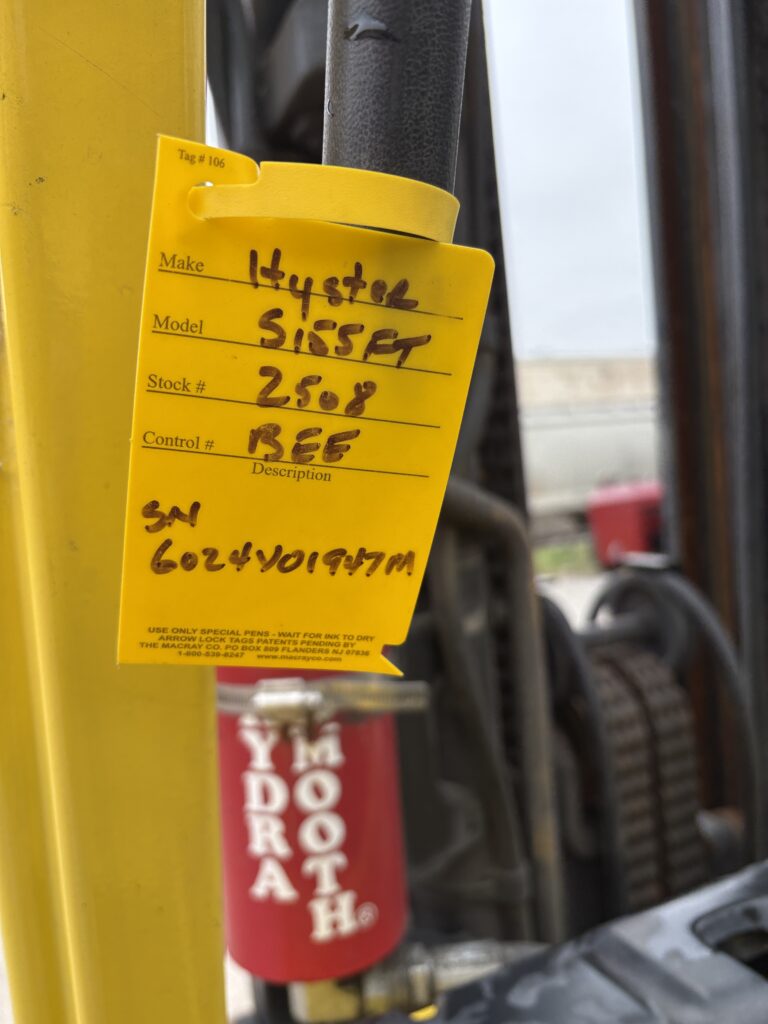 Tag # 106
Make Hyster
Model S155FT
Stock # 2508
Control # BEE
Description
SN
6024V01947M
USE ONLY SPECIAL PENS - WAIT FOR INK TO DRY
ARROW LOCK TAGS PATENTS PENDING BY
THE MACRAY CO. PO BOX 809 FLANDERS NJ 07836
1-800-839-6247 www.macrayco.com
HYDRA
SMOOTH®